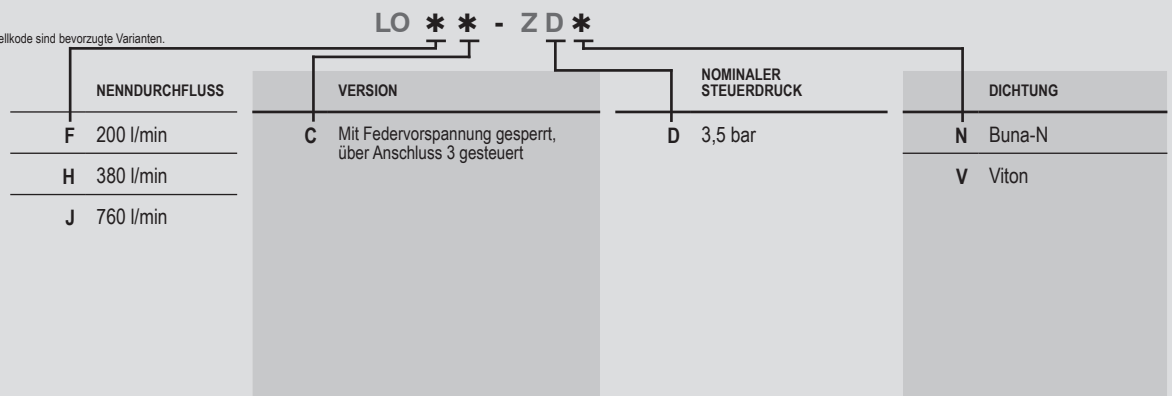 LO ✱ ✱ - Z D ✱
sind bevorzugte Varianten.
NENNDURCHFLUSS
F 200 l/min
H 380 l/min
J 760 l/min
VERSION
C Mit Federvorspannung gesperrt,
über Anschluss 3 gesteuert
NOMINALER
STEUERDRUCK
D 3,5 bar
DICHTUNG
N Buna-N
V Viton